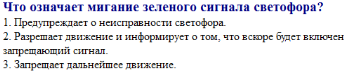 Что означает мигание зеленого сигнала светофора?
1. Предупреждает о неисправности светофора.
2. Разрешает движение и информирует о том, что вскоре будет включен
запрещающий сигнал.
3. Запрещает дальнейшее движение.